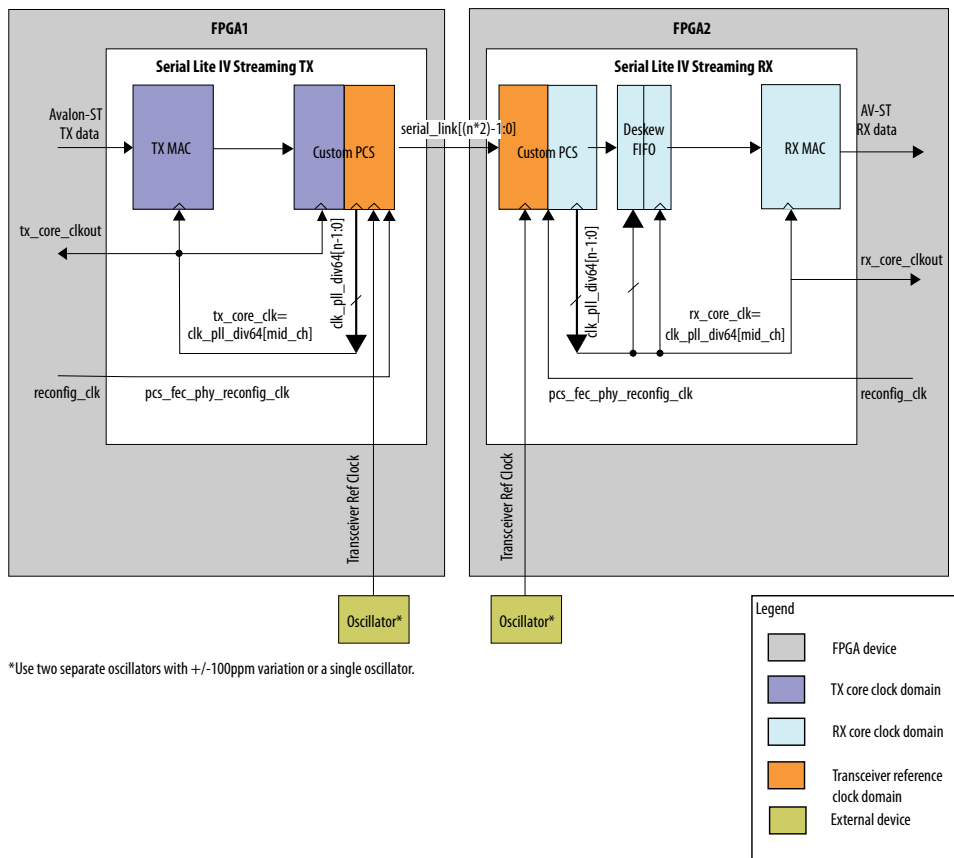 FPGA1
FPGA2
Serial Lite IV Streaming TX
Serial Lite IV Streaming RX
Avalon-ST
TX data
TX MAC
Custom PCS
serial_link[(n*2)-1:0]
Custom PCS
Deskew
FIFO
RX MAC
AV-ST
RX data
tx_core_clkout
clk_pll_div64[n-1:0]
tx_core_clk=
clk_pll_div64[mid_ch]
clk_pll_div64[n-1:0]
rx_core_clk=
clk_pll_div64[mid_ch]
rx_core_clkout
reconfig_clk
pcs_fec_phy_reconfig_clk
pcs_fec_phy_reconfig_clk
reconfig_clk
Transceiver Ref Clock
Transceiver Ref Clock
Oscillator*
Oscillator*
*Use two separate oscillators with +/-100ppm variation or a single oscillator.
Legend
FPGA device
TX core clock domain
RX core clock domain
Transceiver reference
clock domain
External device